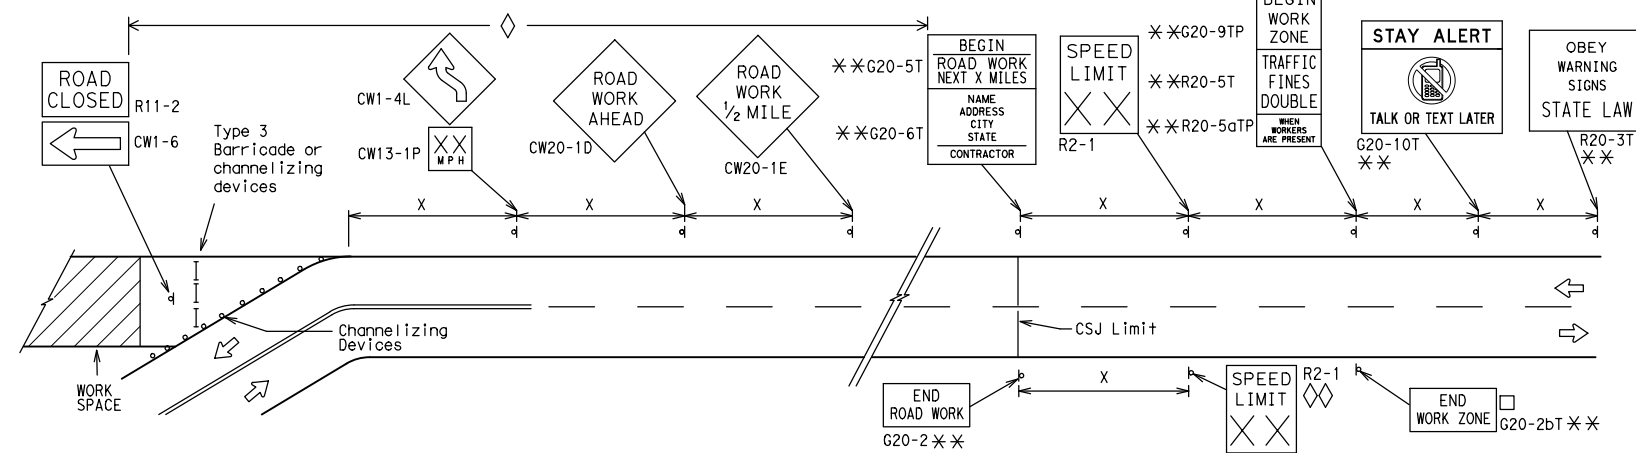 ROAD
CLOSED
R11-2
CW1-6
Type 3
Barricade or
channelizing
devices
CW1-4L
CW13-1P
XX
MPH
ROAD
WORK
AHEAD
CW20-1D
ROAD
WORK
1/2 MILE
CW20-1E
**G20-5T
**G20-6T
BEGIN
ROAD WORK
NEXT X MILES
NAME
ADDRESS
CITY
STATE
CONTRACTOR
SPEED
LIMIT
XX
R2-1
**G20-9TP
**R20-5T
**R20-5aTP
BEGIN
WORK
ZONE
TRAFFIC
FINES
DOUBLE
WHEN
WORKERS
ARE PRESENT
STAY ALERT
TALK OR TEXT LATER
G20-10T
**
OBEY
WARNING
SIGNS
STATE LAW
R20-3T
**
X
X
X
X
X
X
X
Channelizing
Devices
WORK
SPACE
CSJ Limit
END
ROAD WORK
G20-2**
X
SPEED
LIMIT
XX
R2-1
END
WORK ZONE
G20-2bT**